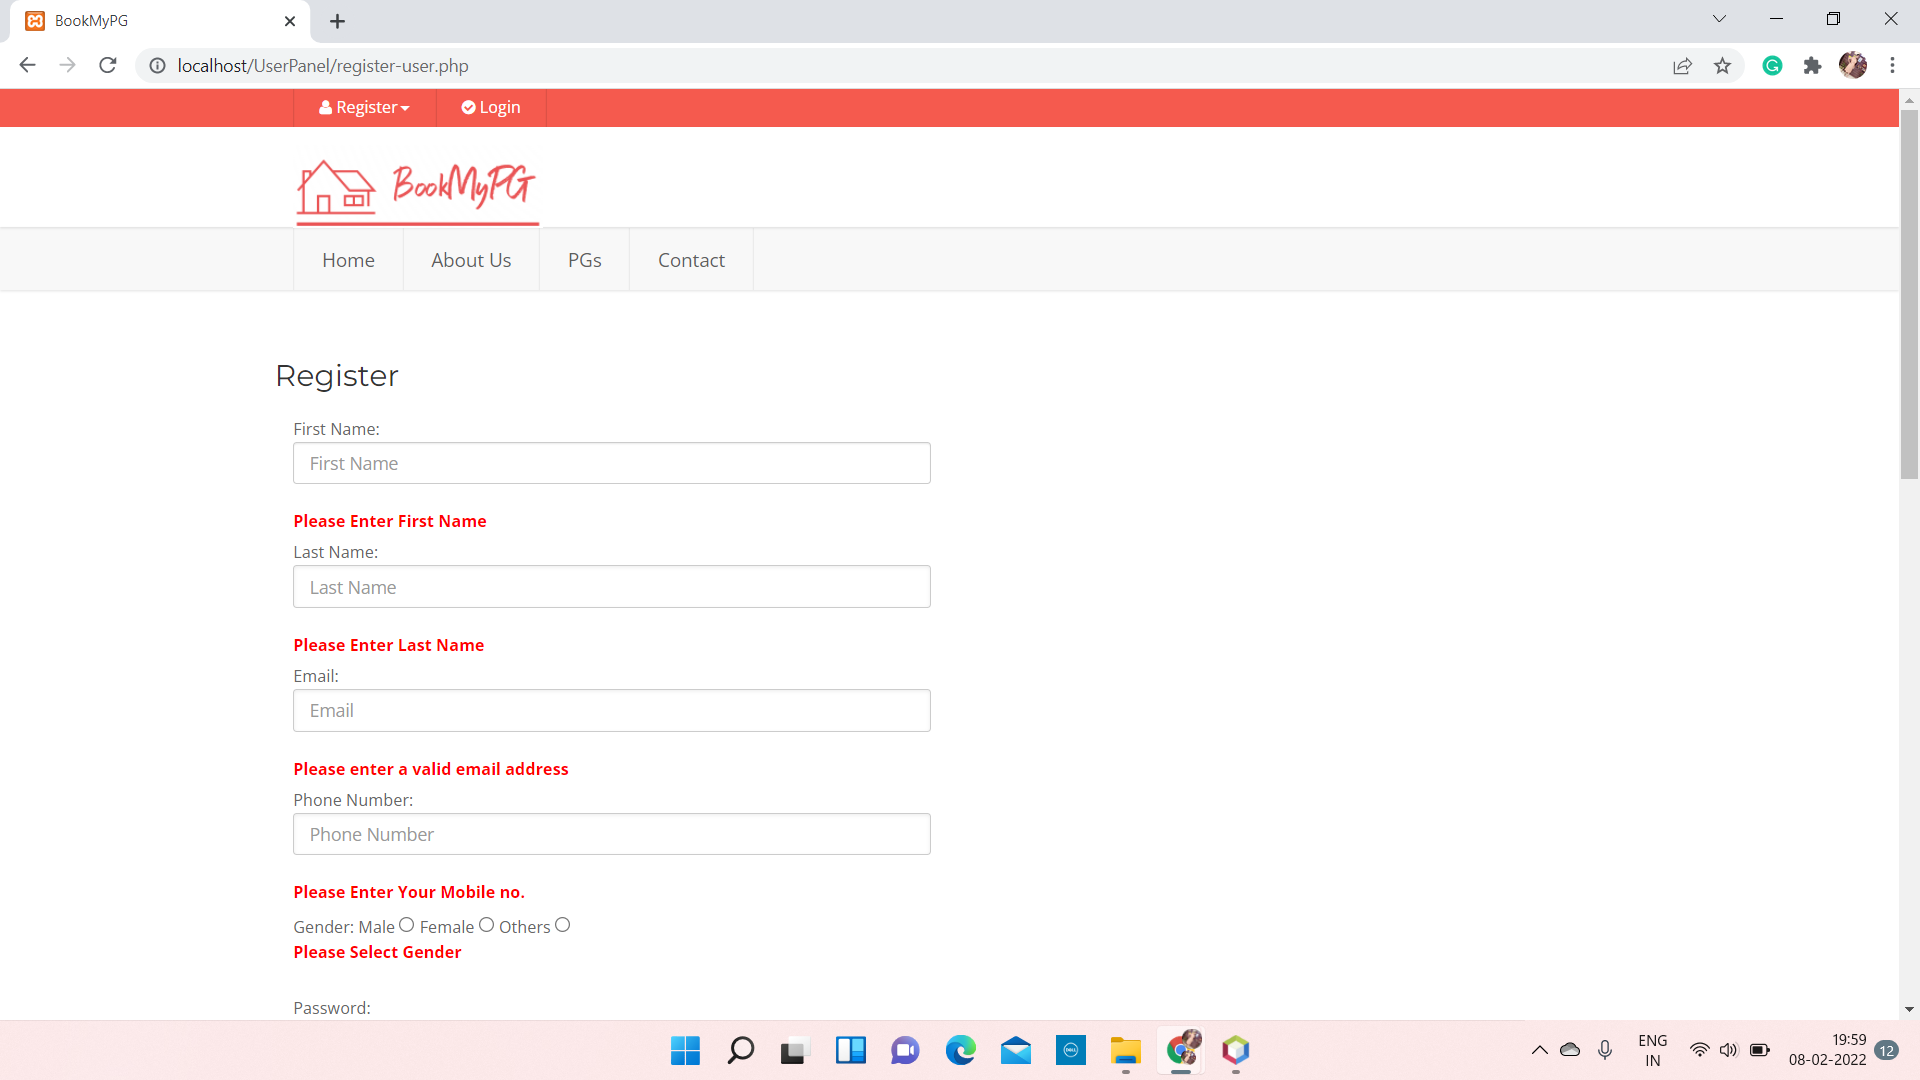 BookMyPG
localhost/UserPanel/register-user.php
Register
Login
BookMyPG
Home
About Us
PGs
Contact
Register
First Name:
First Name
Please Enter First Name
Last Name:
Last Name
Please Enter Last Name
Email:
Email
Please enter a valid email address
Phone Number:
Phone Number
Please Enter Your Mobile no.
Gender: Male Female Others
Please Select Gender
Password:
DELL
ENG
IN
19:59
08-02-2022
12